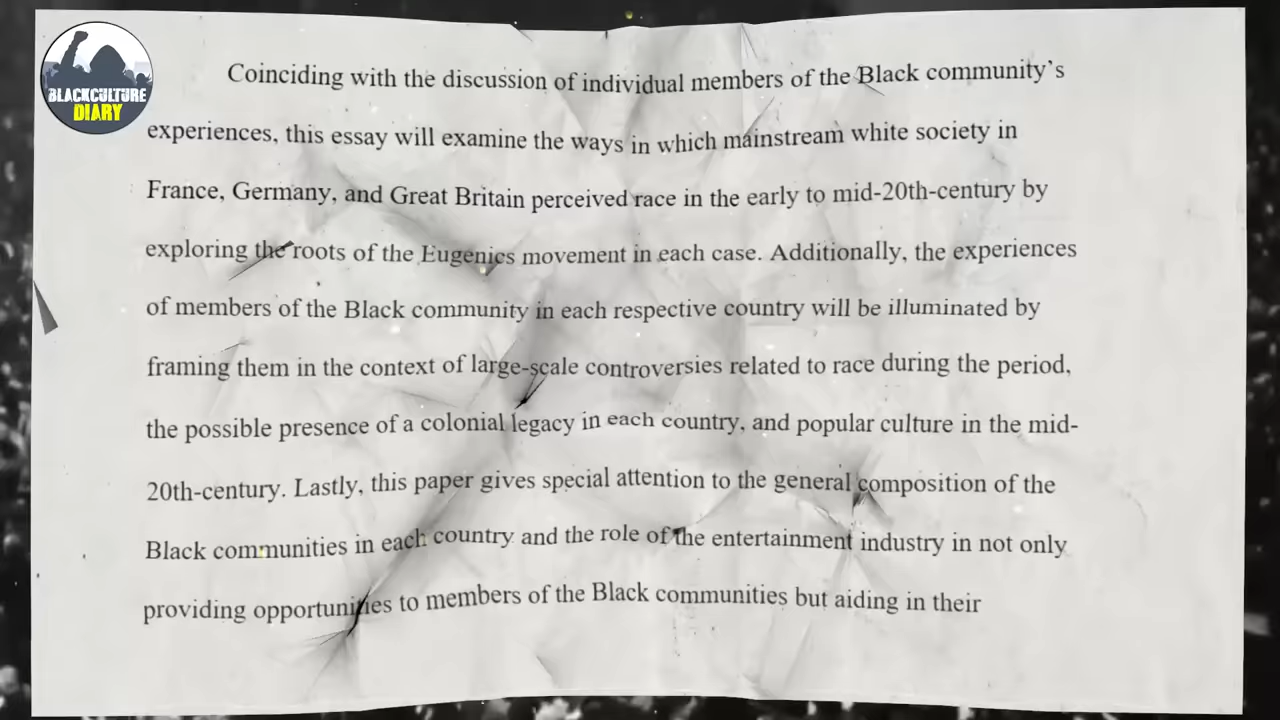 BLACKCULTURE
DIARY
Coinciding with the discussion of individual members of the Black community's
experiences, this essay will examine the ways in which mainstream white society in
France, Germany, and Great Britain perceived race in the early to mid-20th-century by
exploring the roots of the Eugenics movement in each case. Additionally, the experiences
of members of the Black community in each respective country will be illuminated by
framing them in the context of large-scale controversies related to race during the period,
the possible presence of a colonial legacy in each country, and popular culture in the mid-
20th-century. Lastly, this paper gives special attention to the general composition of the
Black communities in each country and the role of the entertainment industry in not only
providing opportunities to members of the Black communities but aiding in their